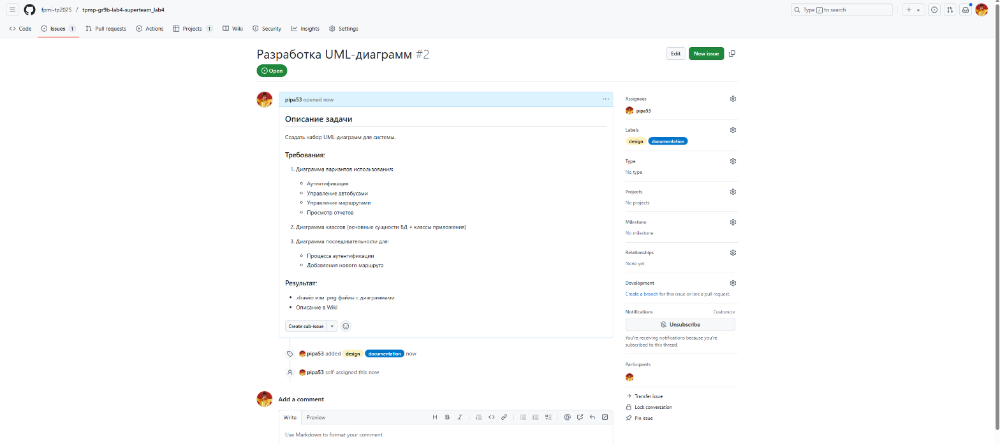 fpmi-tp2025 / tpmp-gr9b-lab4-superteam_lab4
Type / to search
Code
Issues 1
Pull requests
Actions
Projects 1
Wiki
Security
Insights
Settings
Разработка UML-диаграмм #2
Edit
New issue
Open
pipa53 opened now
Описание задачи
Создать набор UML-диаграмм для системы.
Требования:
1. Диаграмма вариантов использования:
Аутентификация
Управление автобусами
Управление маршрутами
Просмотр отчетов
2. Диаграмма классов (основные сущности БД + классы приложения)
3. Диаграмма последовательности для:
Процесса аутентификации
Добавления нового маршрута
Результат:
.drawio или .png файлы с диаграммами
Описание в Wiki
Create sub-issue
pipa53 added design documentation now
pipa53 self-assigned this now
Add a comment
Write
Preview
Use Markdown to format your comment
Assignees
pipa53
Labels
design documentation
Type
No type
Projects
No projects
Milestone
No milestone
Relationships
None yet
Development
Create a branch for this issue or link a pull request.
Notifications
Customize
Unsubscribe
You're receiving notifications because you're
subscribed to this thread.
Participants
Transfer issue
Lock conversation
Pin issue